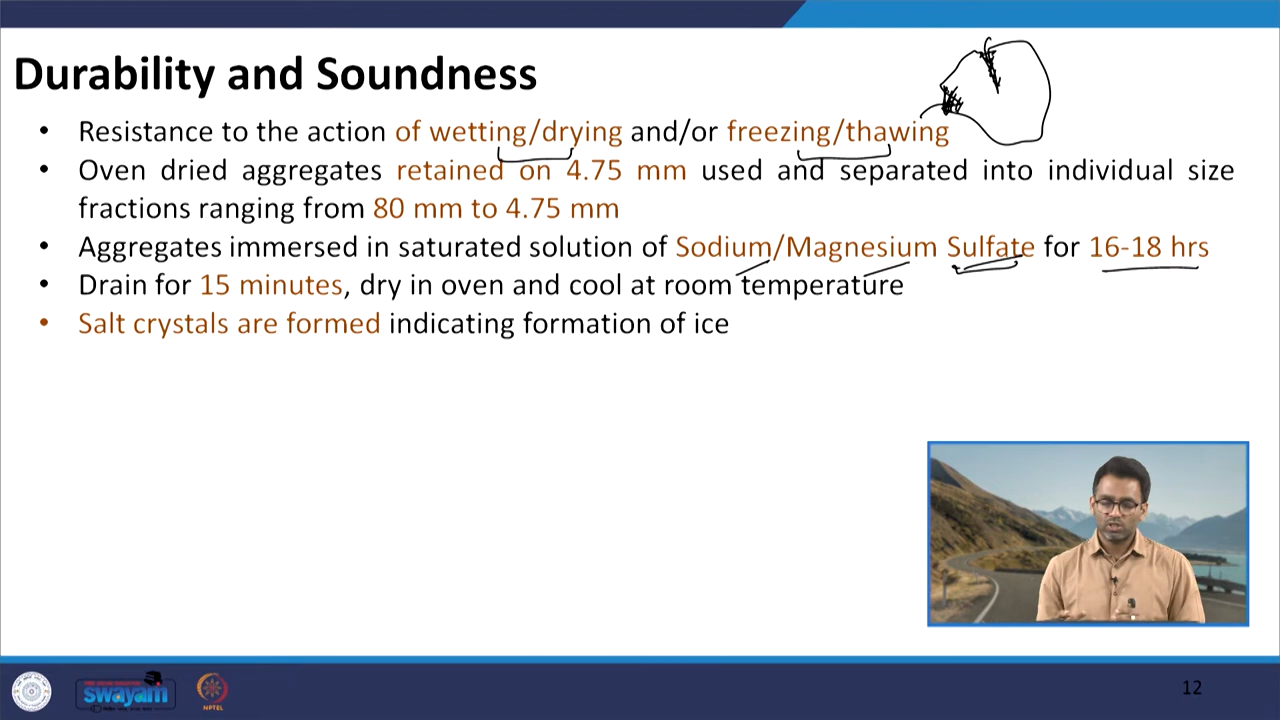 Durability and Soundness
• Resistance to the action of wetting/drying and/or freezing/thawing
• Oven dried aggregates retained on 4.75 mm used and separated into individual size
fractions ranging from 80 mm to 4.75 mm
• Aggregates immersed in saturated solution of Sodium/Magnesium Sulfate for 16-18 hrs
• Drain for 15 minutes, dry in oven and cool at room temperature
• Salt crystals are formed indicating formation of ice
swayam
NPTEL
12